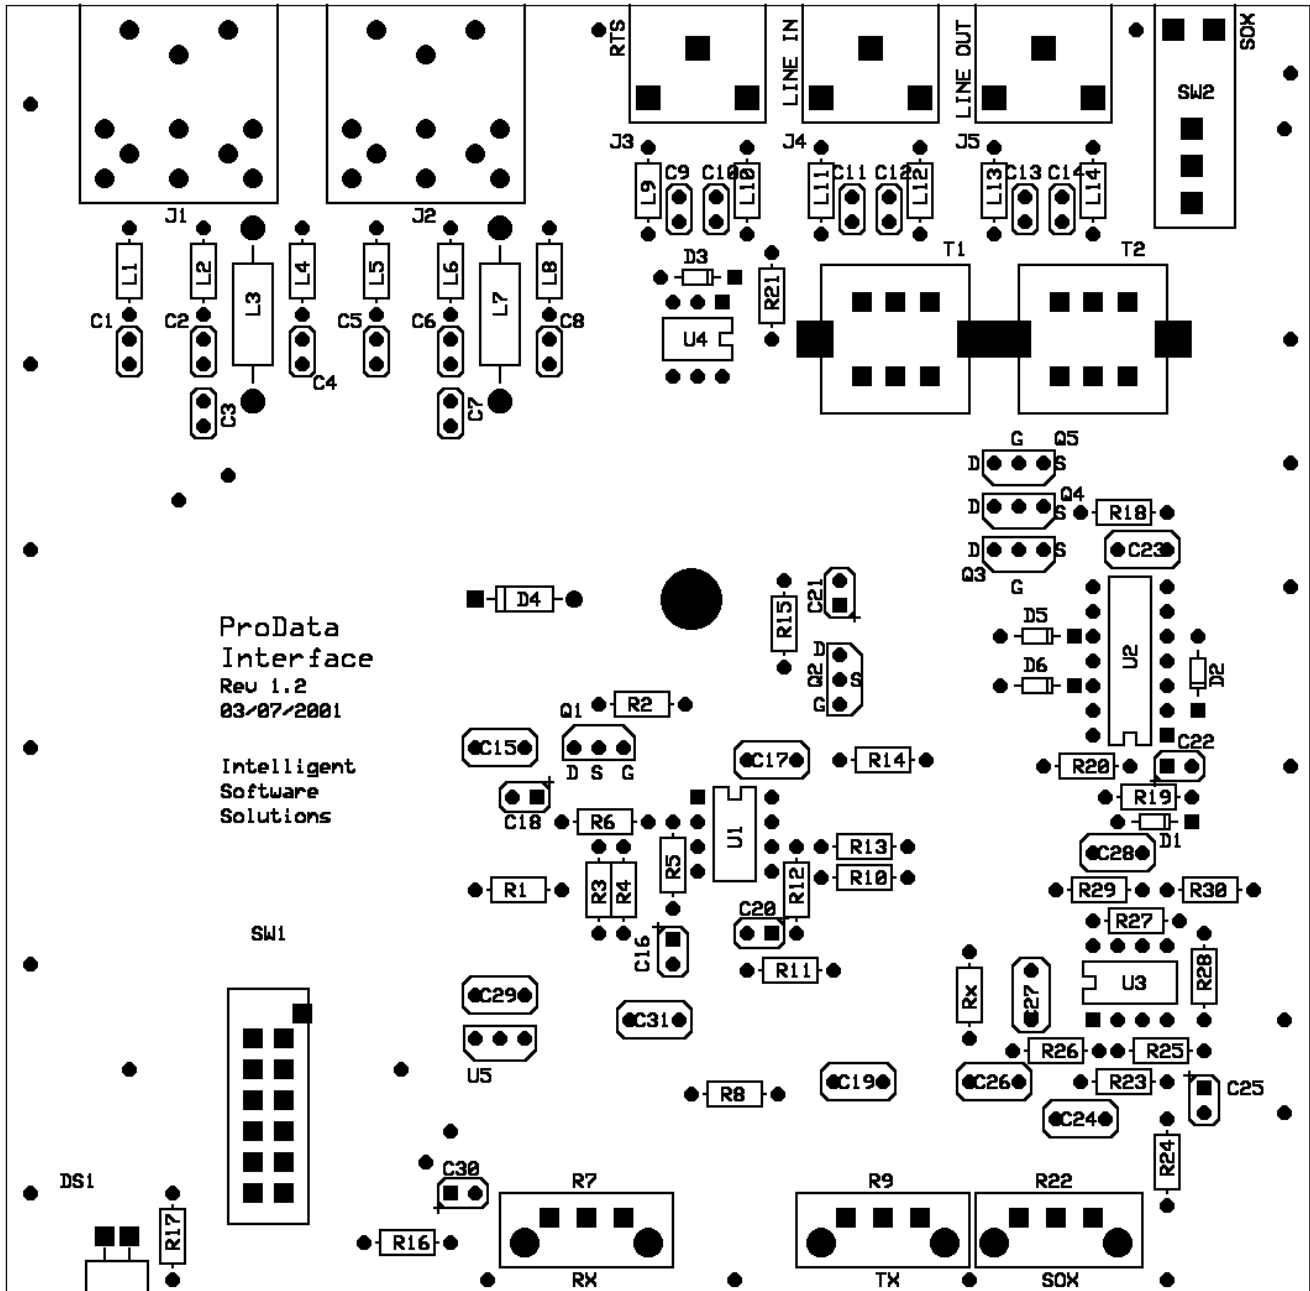 RTS
LINE IN
LINE OUT
SOX
SW2
J1
J2
J3
J4
J5
C9
C10
C11
C12
C13
C14
L9
L10
L11
L12
L13
L14
L1
L2
L3
L4
L5
L6
L7
L8
D3
R21
T1
T2
C1
C2
C5
C6
C8
U4
C4
C3
C7
G
Q5
D
S
Q4
D
S
R18
D
S
C23
Q3
G
D4
C21
R15
D5
U2
ProData
Interface
Rev 1.2
03/07/2001
D
Q2
S
G
D6
D2
R2
Q1
C15
D S G
C17
R14
C22
R20
Intelligent
Software
Solutions
C18
R6
U1
R19
D1
R13
C28
R5
R10
R1
R3
R4
R12
R29
R30
C20
R27
SW1
C16
R11
Rx
C27
U3
R28
C29
C31
U5
R26
R25
R8
C19
C26
R23
C25
C24
R24
C30
DS1
R7
R9
R22
R17
R16
RX
TX
SOX